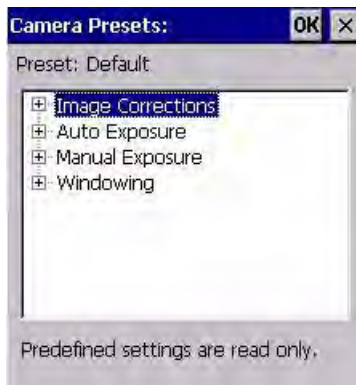 Camera Presets: OK ×
Preset: Default
Image Corrections
Auto Exposure
Manual Exposure
Windowing
Predefined settings are read only.